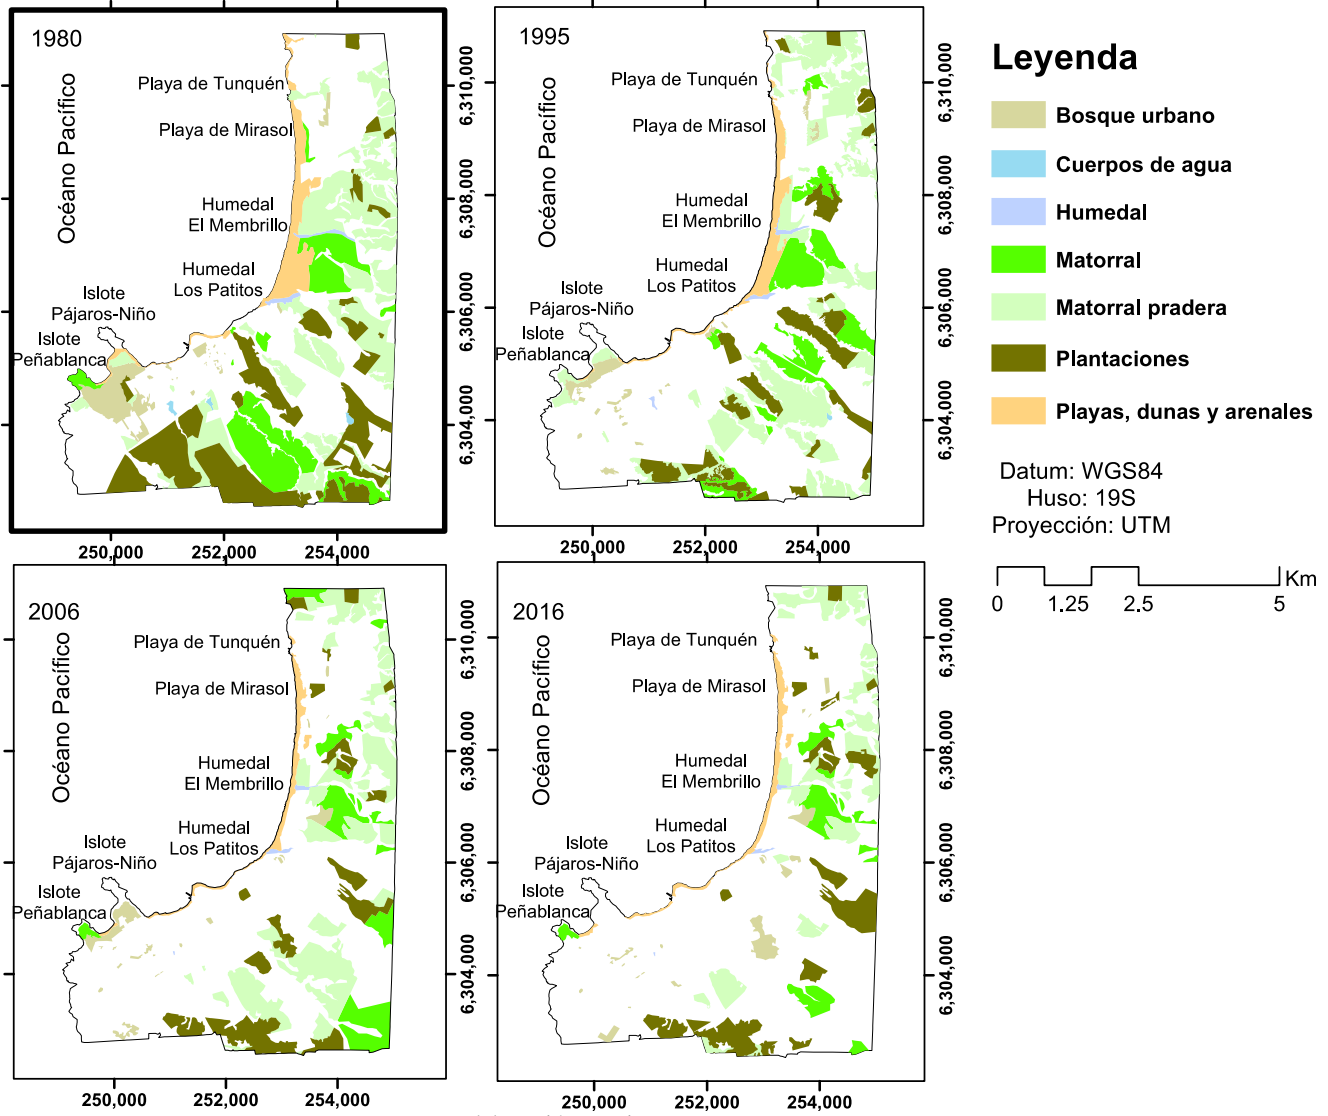 1980
Océano Pacífico
Playa de Tunquén
Playa de Mirasol
Humedal
El Membrillo
Humedal
Los Patitos
Islote
Pájaros-Niño
Islote
Peñablanca
6,310,000
6,308,000
6,306,000
6,304,000
250,000
252,000
254,000
1995
Océano Pacífico
Playa de Tunquén
Playa de Mirasol
Humedal
El Membrillo
Humedal
Los Patitos
Islote
Pájaros-Niño
Islote
Peñablanca
6,310,000
6,308,000
6,306,000
6,304,000
250,000
252,000
254,000
Leyenda
Bosque urbano
Cuerpos de agua
Humedal
Matorral
Matorral pradera
Plantaciones
Playas, dunas y arenales
Datum: WGS84
Huso: 19S
Proyección: UTM
Km
0
1.25
2.5
5
2006
Océano Pacífico
Playa de Tunquén
Playa de Mirasol
Humedal
El Membrillo
Humedal
Los Patitos
Islote
Pájaros-Niño
Islote
Peñablanca
6,310,000
6,308,000
6,306,000
6,304,000
250,000
252,000
254,000
2016
Océano Pacífico
Playa de Tunquén
Playa de Mirasol
Humedal
El Membrillo
Humedal
Los Patitos
Islote
Pájaros-Niño
Islote
Peñablanca
6,310,000
6,308,000
6,306,000
6,304,000
250,000
252,000
254,000